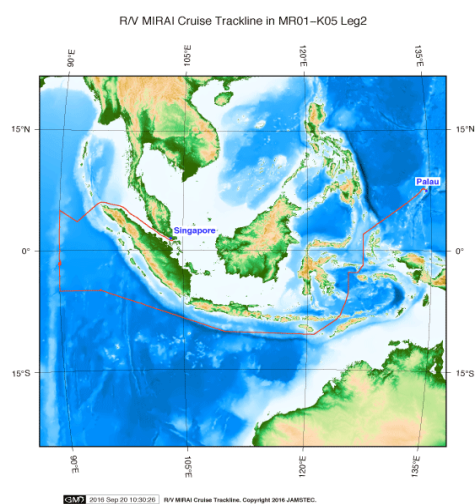 R/V MIRAI Cruise Trackline in MR01-K05 Leg2
90°E 105°E 120°E 135°E
15°N 15°N
Palau
Singapore
0° 0°
15°S 15°S
90°E 105°E 120°E 135°E
GMD 2016 Sep 20 10:30:26 R/V MIRAI Cruise Trackline. Copyright 2016 JAMSTEC.